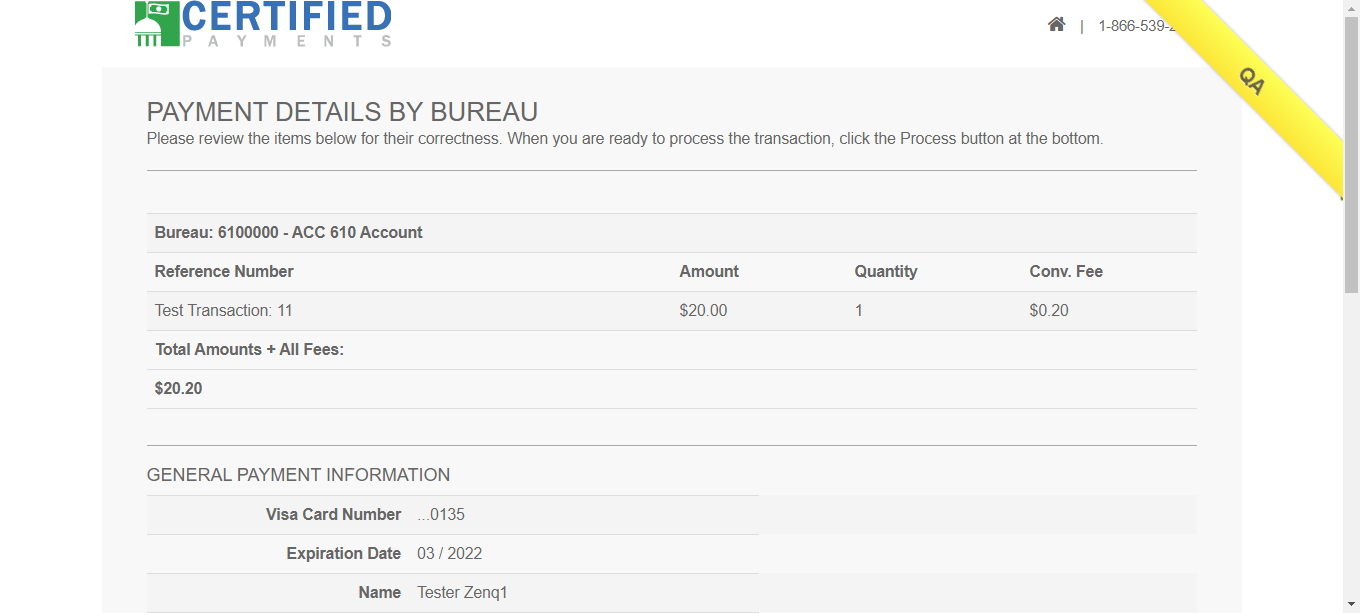 CERTIFIED
PAYMENTS
| 1-866-539-
QA
PAYMENT DETAILS BY BUREAU
Please review the items below for their correctness. When you are ready to process the transaction, click the Process button at the bottom.
Bureau: 6100000 - ACC 610 Account
Reference Number Amount Quantity Conv. Fee
Test Transaction: 11 $20.00 1 $0.20
Total Amounts + All Fees:
$20.20
GENERAL PAYMENT INFORMATION
Visa Card Number ...0135
Expiration Date 03 / 2022
Name Tester Zenq1